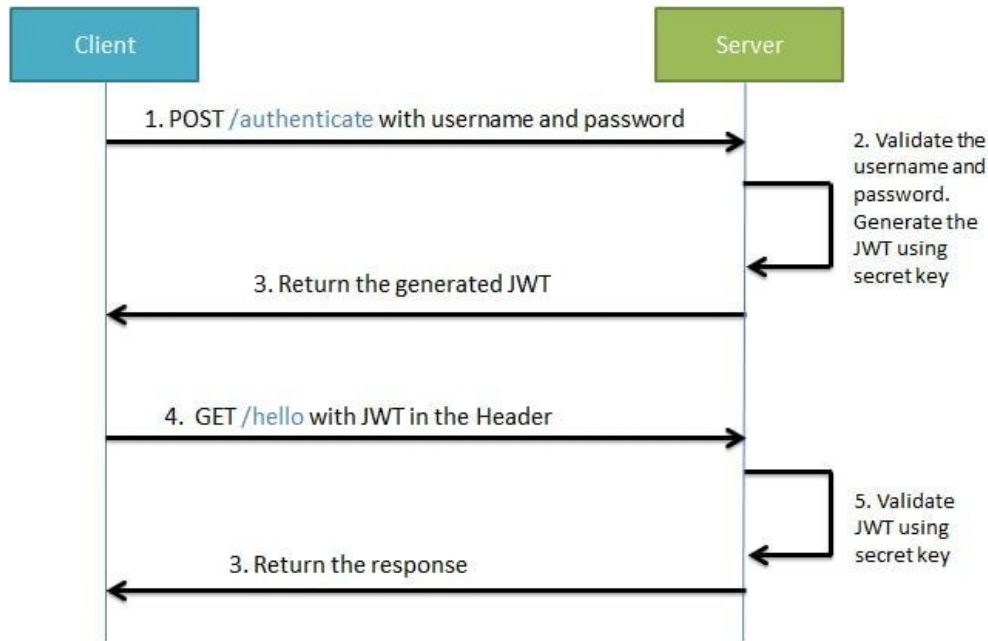 Client
Server
1. POST /authenticate with username and password
2. Validate the
username and
password.
Generate the
JWT using
secret key
3. Return the generated JWT
4. GET /hello with JWT in the Header
5. Validate
JWT using
secret key
3. Return the response